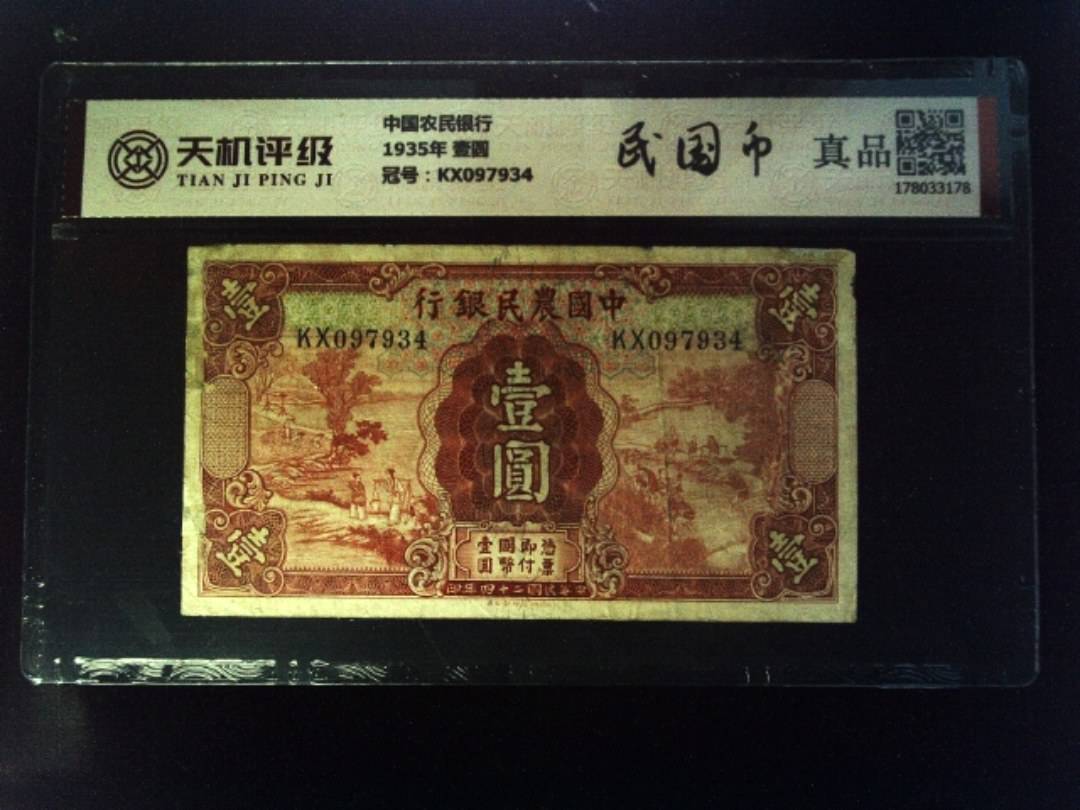 天机评级
TIAN JI PING JI
中国农民银行
1935年 壹圆
冠号：KX097934
民国币
真品
178033178
壹
壹
行銀民農國中
KX097934
KX097934
壹
圓
憑票
即付
國幣
壹圓
壹
壹
印年四十二國民華中